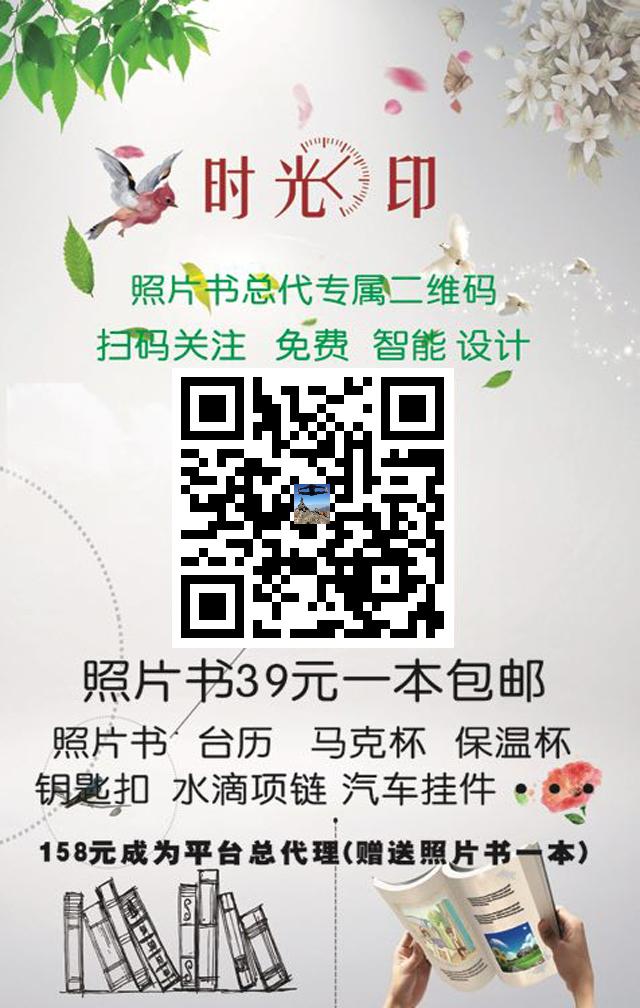 时光印
照片书总代专属二维码
扫码关注 免费 智能 设计
照片书39元一本包邮
照片书 台历 马克杯 保温杯
钥匙扣 水滴项链 汽车挂件
158元成为平台总代理(赠送照片书一本)